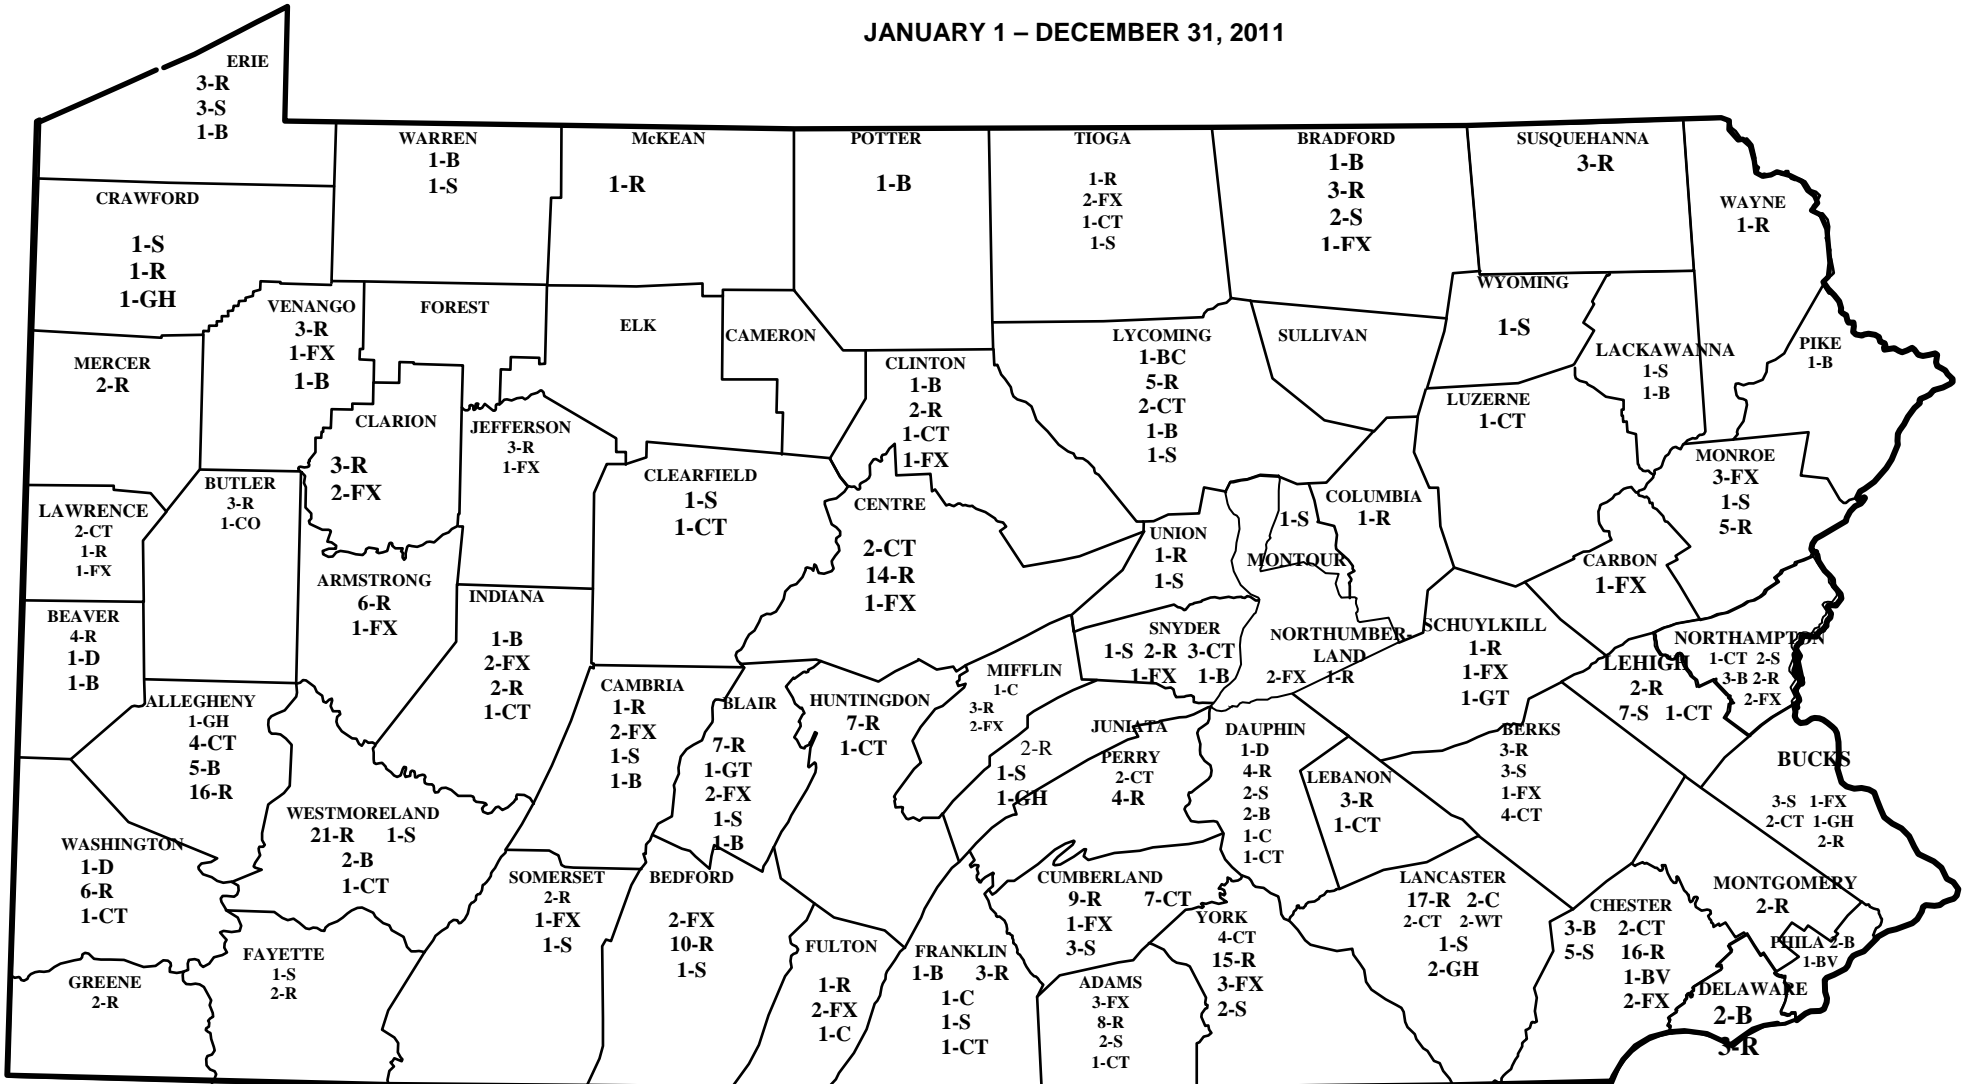 JANUARY 1 – DECEMBER 31, 2011
ERIE
3-R
3-S
1-B
WARREN
1-B
1-S
McKEAN
1-R
POTTER
1-B
TIOGA
1-R
2-FX
1-CT
1-S
BRADFORD
1-B
3-R
2-S
1-FX
SUSQUEHANNA
3-R
WAYNE
1-R
CRAWFORD
1-S
1-R
1-GH
VENANGO
3-R
1-FX
1-B
FOREST
ELK
CAMERON
CLINTON
1-B
2-R
1-CT
1-FX
LYCOMING
1-BC
5-R
2-CT
1-B
1-S
SULLIVAN
WYOMING
1-S
LACKAWANNA
1-S
1-B
PIKE
1-B
MERCER
2-R
CLARION
3-R
2-FX
JEFFERSON
3-R
1-FX
CLEARFIELD
1-S
1-CT
CENTRE
2-CT
14-R
1-FX
LUZERNE
1-CT
MONROE
3-FX
1-S
5-R
LAWRENCE
2-CT
1-R
1-FX
BUTLER
3-R
1-CO
ARMSTRONG
6-R
1-FX
INDIANA
1-B
2-FX
2-R
1-CT
UNION
1-R
1-S
1-S
MONTOUR
COLUMBIA
1-R
CARBON
1-FX
BEAVER
4-R
1-D
1-B
SNYDER
1-S 2-R 3-CT
1-FX 1-B
NORTHUMBER-
LAND
2-FX 1-R
SCHUYLKILL
1-R
1-FX
1-GT
LEHIGH
2-R
7-S 1-CT
NORTHAMPTON
1-CT 2-S
3-B 2-R
2-FX
ALLEGHENY
1-GH
4-CT
5-B
16-R
CAMBRIA
1-R
2-FX
1-S
1-B
BLAIR
7-R
1-GT
2-FX
1-S
1-B
HUNTINGDON
7-R
1-CT
MIFFLIN
1-C
3-R
2-FX
JUNIATA
2-R
1-S
1-GH
PERRY
2-CT
4-R
DAUPHIN
1-D
4-R
2-S
2-B
1-C
1-CT
LEBANON
3-R
1-CT
BERKS
3-R
3-S
1-FX
4-CT
BUCKS
3-S 1-FX
2-CT 1-GH
2-R
WASHINGTON
1-D
6-R
1-CT
WESTMORELAND
21-R 1-S
2-B
1-CT
SOMERSET
2-R
1-FX
1-S
BEDFORD
2-FX
10-R
1-S
FULTON
1-R
2-FX
1-C
FRANKLIN
1-B 3-R
1-C
1-S
1-CT
CUMBERLAND
9-R 7-CT
1-FX
3-S
YORK
4-CT
15-R
3-FX
2-S
ADAMS
3-FX
8-R
2-S
1-CT
LANCASTER
17-R 2-C
2-CT 2-WT
1-S
2-GH
CHESTER
3-B 2-CT
5-S 16-R
1-BV
2-FX
MONTGOMERY
2-R
PHILA 2-B
1-BV
DELAWARE
2-B
3-R
GREENE
2-R
FAYETTE
1-S
2-R